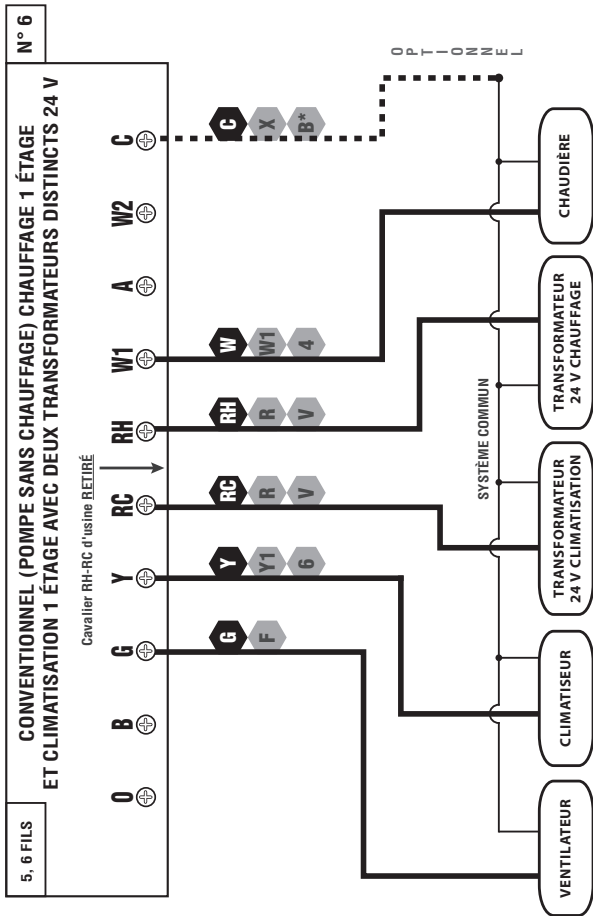 5, 6 FILS
CONVENTIONNEL (POMPE SANS CHAUFFAGE) CHAUFFAGE 1 ÉTAGE
ET CLIMATISATION 1 ÉTAGE AVEC DEUX TRANSFORMATEURS DISTINCTS 24 V
N° 6
Cavalier RH-RC d'usine RETIRÉ
O B G Y RC RH W1 A W2 C
G Y RC RH W C
F Y1 R R W1 X
6 V V 4 B*
OPTIONNEL
SYSTÈME COMMUN
VENTILATEUR
CLIMATISEUR
TRANSFORMATEUR
24 V CLIMATISATION
TRANSFORMATEUR
24 V CHAUFFAGE
CHAUDIÈRE